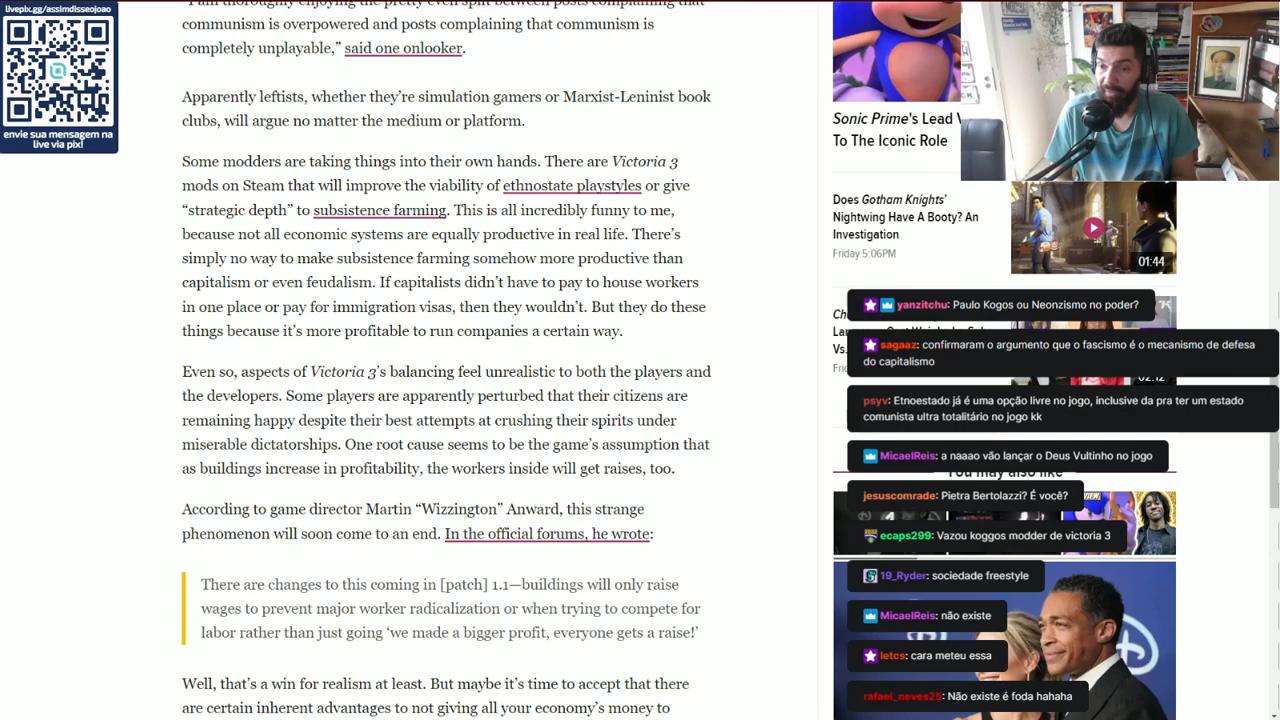 livepix.gg/assimdisseojoao
envie sua mensagem na
live via pix!
"I am thoroughly enjoying the pretty even split between posts complaining that
communism is overpowered and posts complaining that communism is
completely unplayable,” said one onlooker.
Apparently leftists, whether they’re simulation gamers or Marxist-Leninist book
clubs, will argue no matter the medium or platform.
Some modders are taking things into their own hands. There are Victoria 3
mods on Steam that will improve the viability of ethnostate playstyles or give
“strategic depth” to subsistence farming. This is all incredibly funny to me,
because not all economic systems are equally productive in real life. There’s
simply no way to make subsistence farming somehow more productive than
capitalism or even feudalism. If capitalists didn’t have to pay to house workers
in one place or pay for immigration visas, then they wouldn’t. But they do these
things because it’s more profitable to run companies a certain way.
Even so, aspects of Victoria 3’s balancing feel unrealistic to both the players and
the developers. Some players are apparently perturbed that their citizens are
remaining happy despite their best attempts at crushing their spirits under
miserable dictatorships. One root cause seems to be the game’s assumption that
as buildings increase in profitability, the workers inside will get raises, too.
According to game director Martin “Wizzington” Anward, this strange
phenomenon will soon come to an end. In the official forums, he wrote:
There are changes to this coming in [patch] 1.1—buildings will only raise
wages to prevent major worker radicalization or when trying to compete for
labor rather than just going ‘we made a bigger profit, everyone gets a raise!’
Well, that’s a win for realism at least. But maybe it’s time to accept that there
are certain inherent advantages to not giving all your economy’s money to
Sonic Prime's Lead V
To The Iconic Role
Does Gotham Knights’
Nightwing Have A Booty? An
Investigation
Friday 5:06PM
01:44
yanzitchu: Paulo Kogos ou Neonzismo no poder?
sagaaz: confirmaram o argumento que o fascismo é o mecanismo de defesa
do capitalismo
02:12
psyv: Etnoestado já é uma opção livre no jogo, inclusive da pra ter um estado
comunista ultra totalitário no jogo kk
MicaelReis: a naaao vão lançar o Deus Vultinho no jogo
You may also like
jesuscomrade: Pietra Bertolazzi? É você?
ecaps299: Vazou koggos modder de victoria 3
19_Ryder: sociedade freestyle
MicaelReis: não existe
letcs: cara meteu essa
rafael_neves25: Não existe é foda hahaha